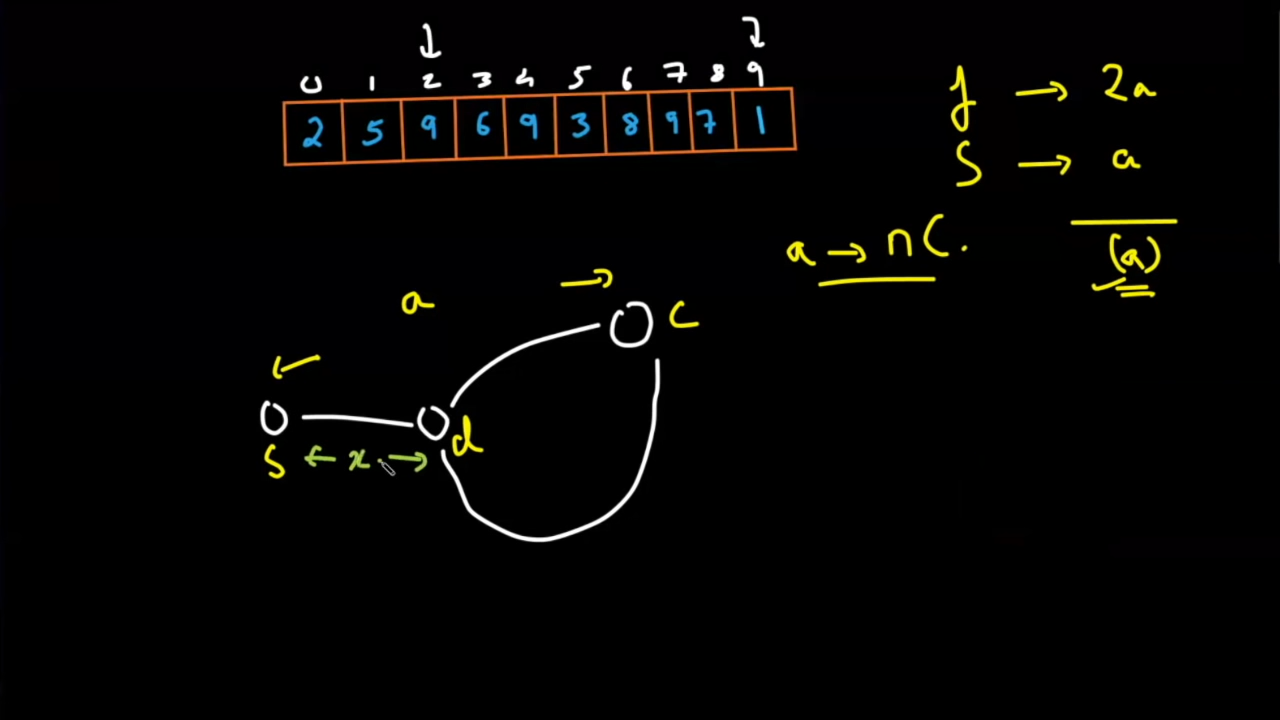 0 1 2 3 4 5 6 7 8 9
2 5 9 6 9 3 8 9 7 1
f → 2a
S → a
(a)
a → nC.
a
C
d
S ← x →